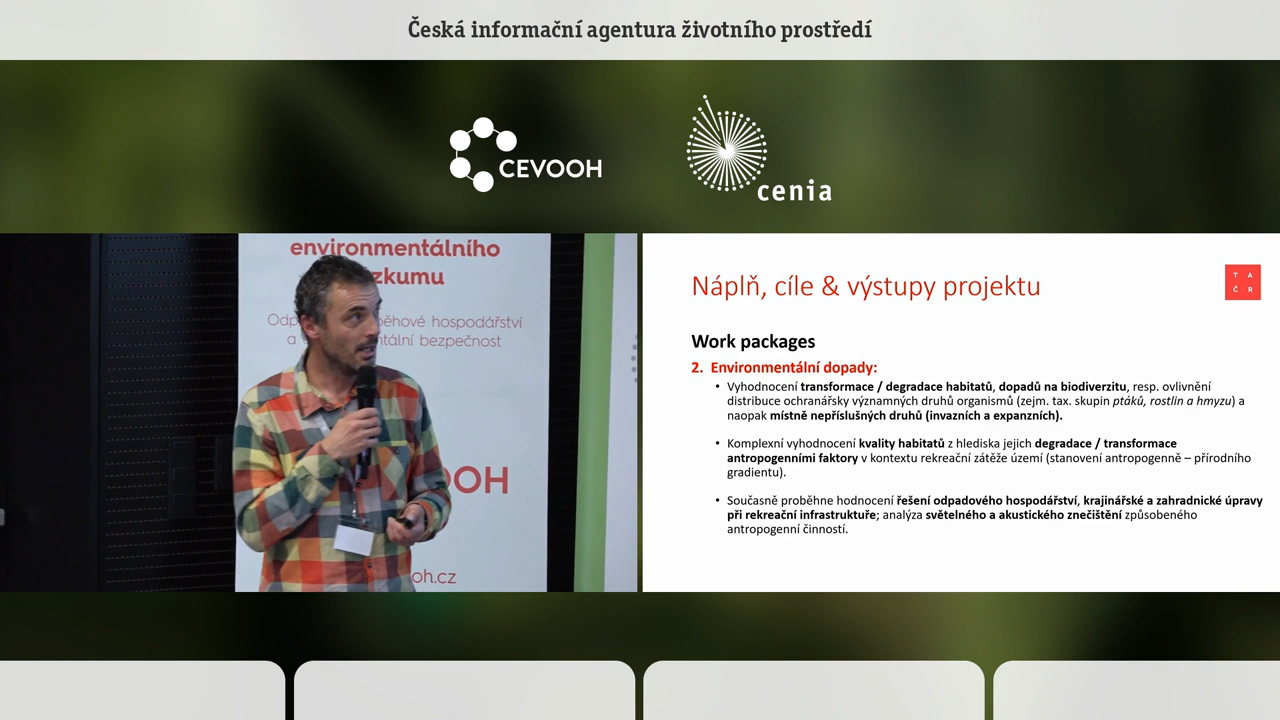 Česká informační agentura životního prostředí
CEVOOH
cenia
environmentálního
zkumu
Odp běhové hospodářství
a ntální bezpečnost
OOH
oh.cz
Náplň, cíle & výstupy projektu
T A
Č R
Work packages
2. Environmentální dopady:
• Vyhodnocení transformace / degradace habitatů, dopadů na biodiverzitu, resp. ovlivnění
distribuce ochranářsky významných druhů organismů (zejm. tax. skupin ptáků, rostlin a hmyzu) a
naopak místně nepříslušných druhů (invazních a expanzních).
• Komplexní vyhodnocení kvality habitatů z hlediska jejich degradace / transformace
antropogenními faktory v kontextu rekreační zátěže území (stanovení antropogenně – přírodního
gradientu).
• Současně proběhne hodnocení řešení odpadového hospodářství, krajinářské a zahradnické úpravy
při rekreační infrastruktuře; analýza světelného a akustického znečištění způsobeného
antropogenní činností.